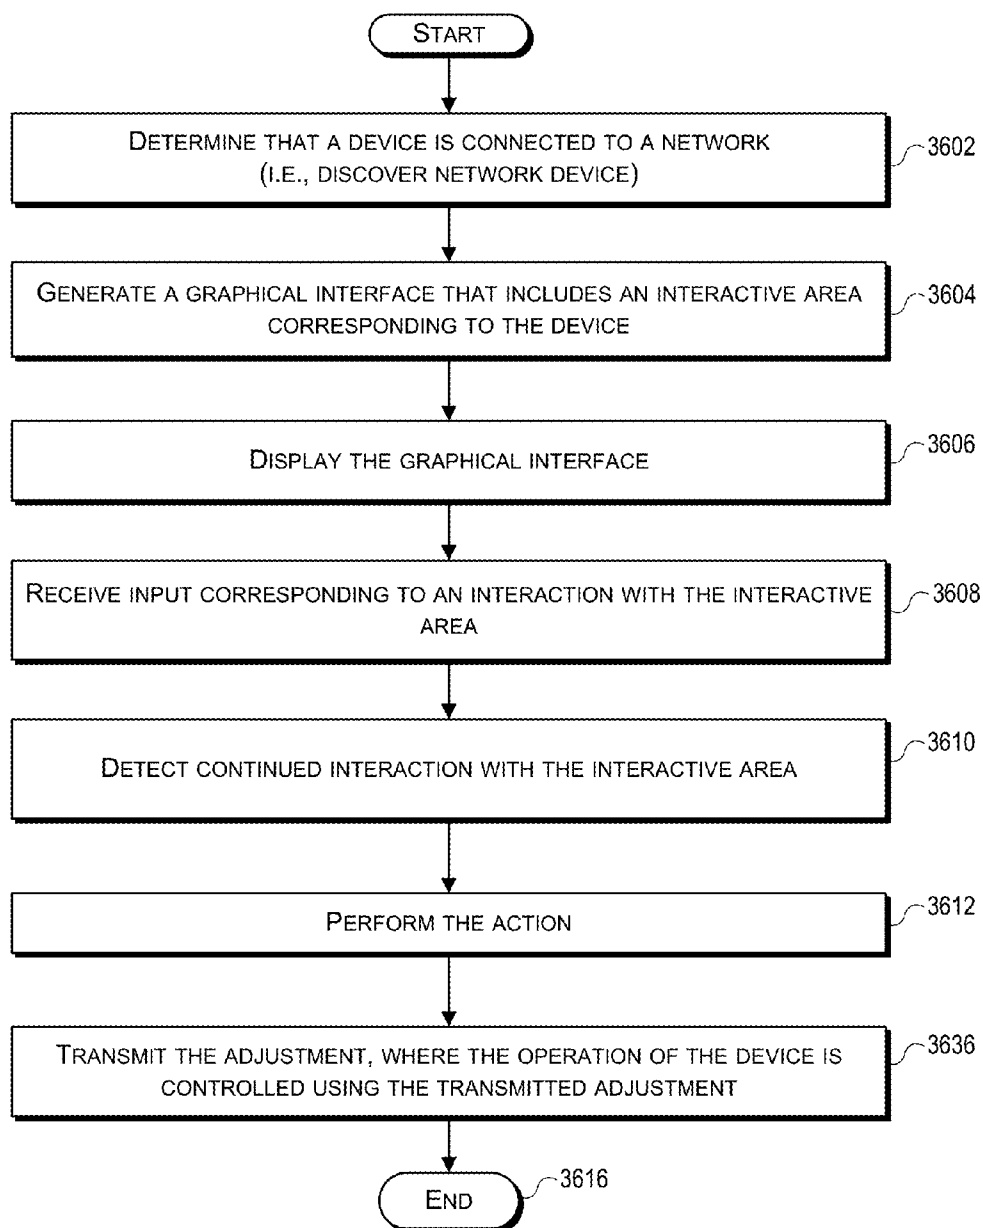 START
DETERMINE THAT A DEVICE IS CONNECTED TO A NETWORK
(I.E., DISCOVER NETWORK DEVICE)
3602
GENERATE A GRAPHICAL INTERFACE THAT INCLUDES AN INTERACTIVE AREA
CORRESPONDING TO THE DEVICE
3604
DISPLAY THE GRAPHICAL INTERFACE
3606
RECEIVE INPUT CORRESPONDING TO AN INTERACTION WITH THE INTERACTIVE
AREA
3608
DETECT CONTINUED INTERACTION WITH THE INTERACTIVE AREA
3610
PERFORM THE ACTION
3612
TRANSMIT THE ADJUSTMENT, WHERE THE OPERATION OF THE DEVICE IS
CONTROLLED USING THE TRANSMITTED ADJUSTMENT
3636
END
3616